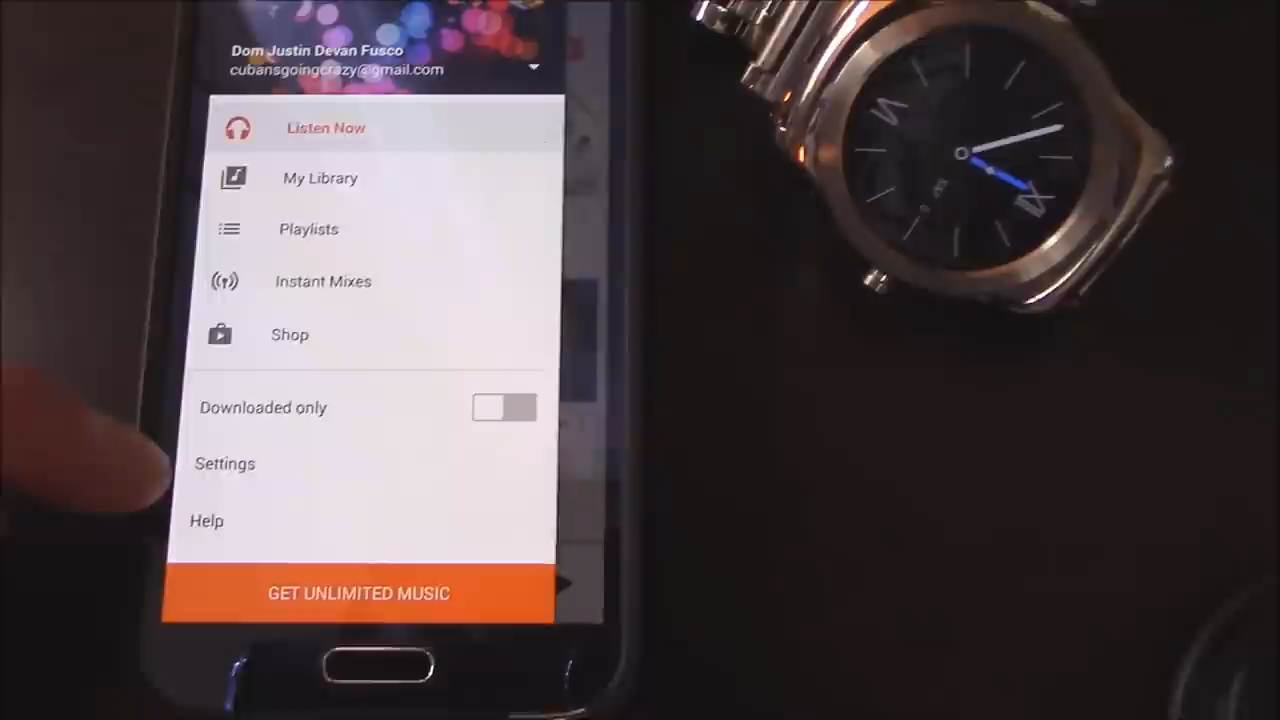 Dom Justin Devan Fusco
cubansgoingcrazy@gmail.com
Listen Now
My Library
Playlists
Instant Mixes
Shop
Downloaded only
Settings
Help
GET UNLIMITED MUSIC